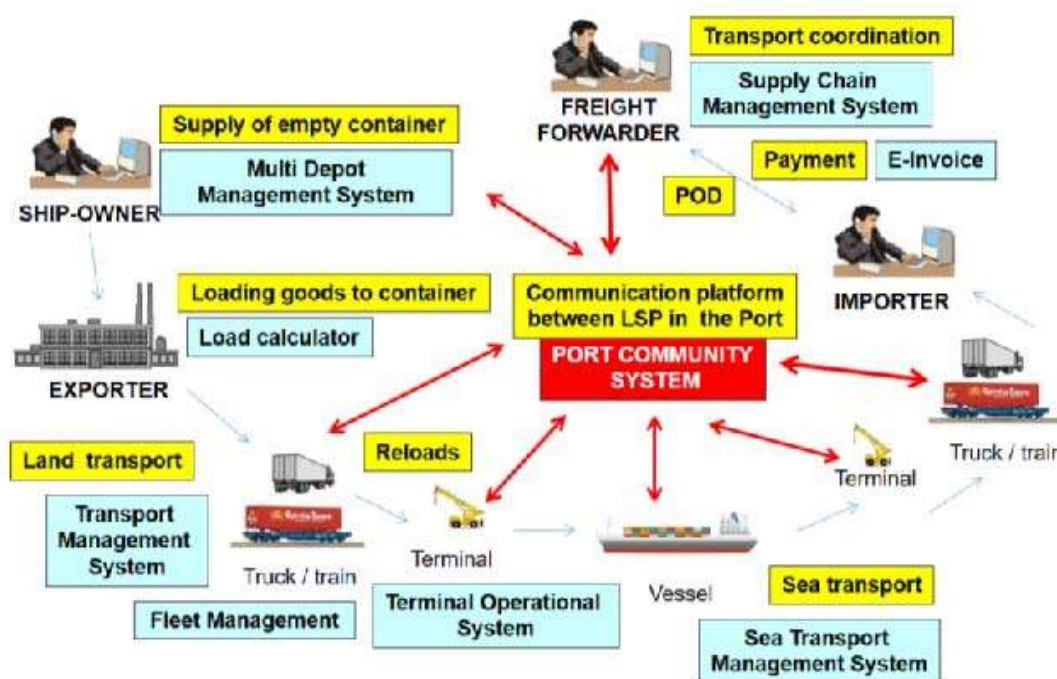 Transport coordination
Supply Chain
Management System
FREIGHT
FORWARDER
Supply of empty container
Multi Depot
Management System
Payment
E-Invoice
POD
SHIP-OWNER
Loading goods to container
Load calculator
Communication platform
between LSP in the Port
IMPORTER
PORT COMMUNITY
SYSTEM
EXPORTER
Land transport
Reloads
Terminal
Truck / train
Transport
Management
System
Terminal
Truck / train
Vessel
Sea transport
Fleet Management
Terminal Operational
System
Sea Transport
Management System